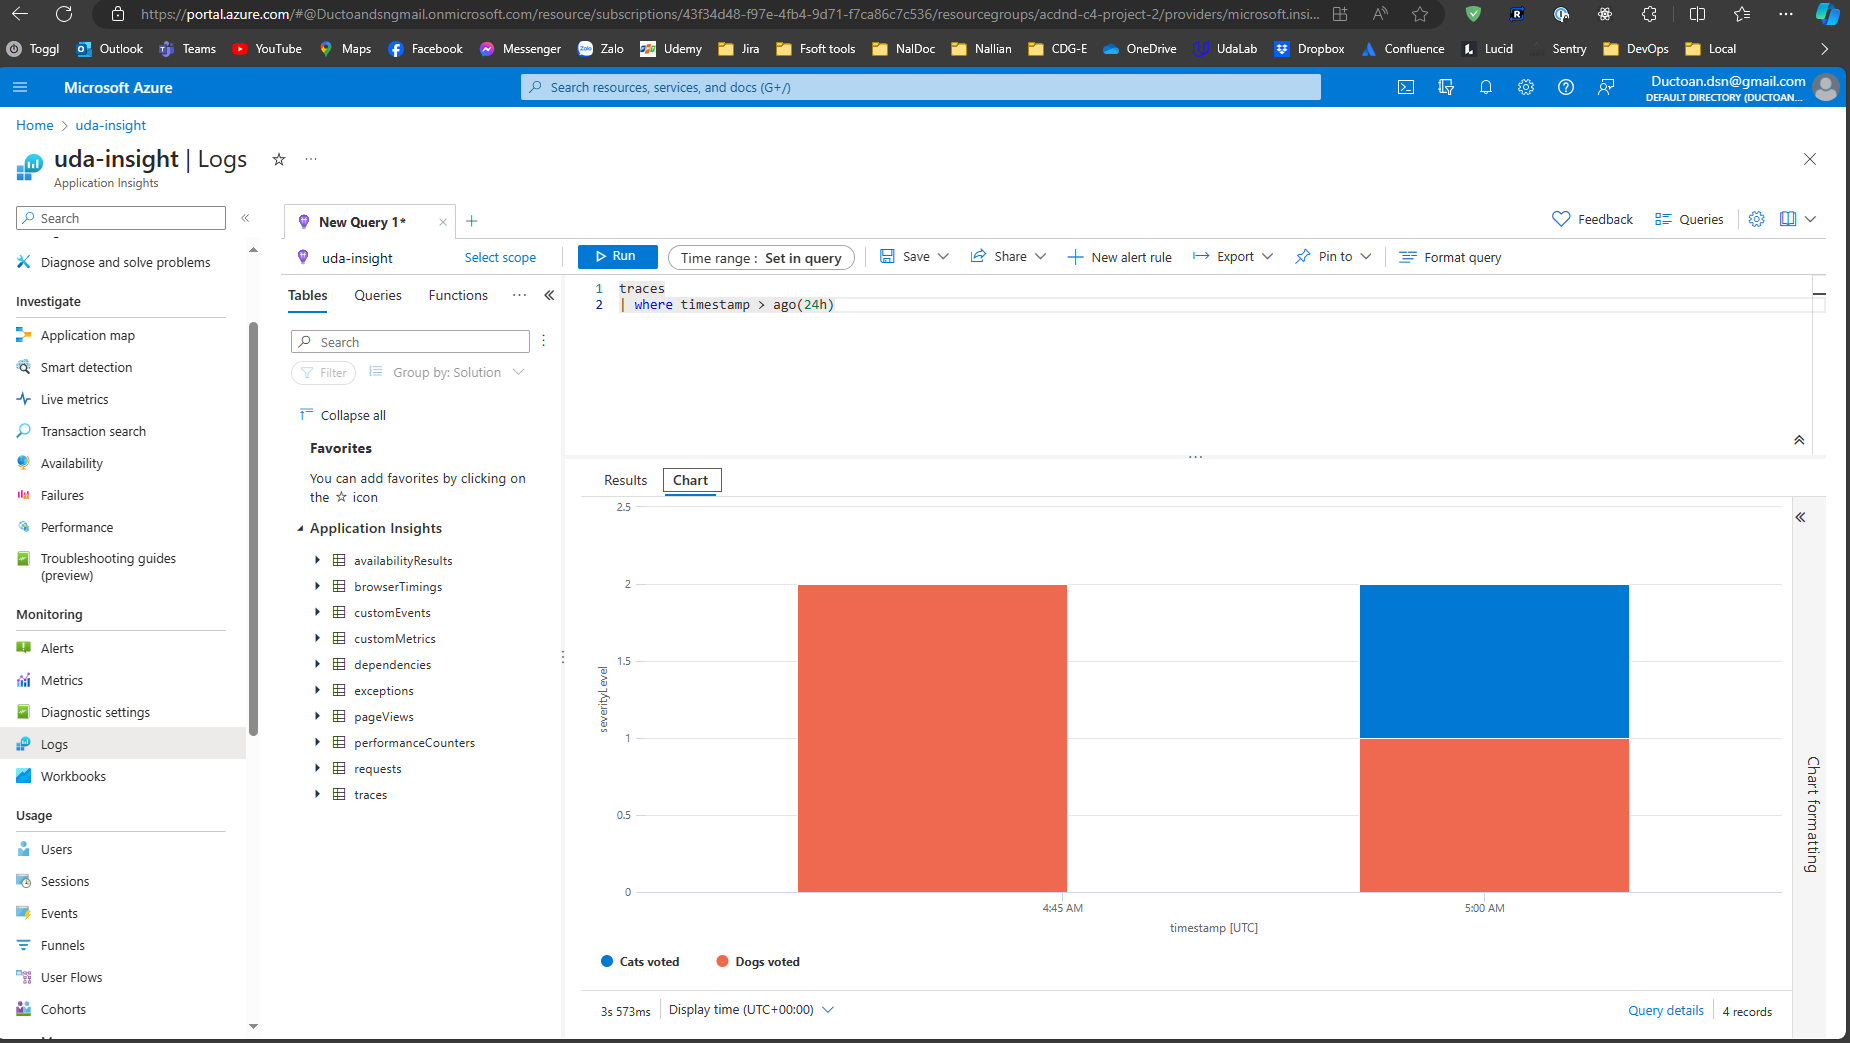 https://portal.azure.com/#@Ductoandsngmail.onmicrosoft.com/resource/subscriptions/43f34d48-f97e-4fb4-9d71-f7ca86c7c536/resourcegroups/acdnd-c4-project-2/providers/microsoft.insi...
Toggl Outlook Teams YouTube Maps Facebook Messenger Zalo Udemy Jira Fsoft tools NalDoc Nallian CDG-E OneDrive UdaLab Dropbox Confluence Lucid Sentry DevOps Local
Microsoft Azure
Search resources, services, and docs (G+/)
Ductoan.dsn@gmail.com
DEFAULT DIRECTORY (DUCTOAN...
Home > uda-insight
uda-insight | Logs
Application Insights
Search
Diagnose and solve problems
Investigate
Application map
Smart detection
Live metrics
Transaction search
Availability
Failures
Performance
Troubleshooting guides
(preview)
Monitoring
Alerts
Metrics
Diagnostic settings
Logs
Workbooks
Usage
Users
Sessions
Events
Funnels
User Flows
Cohorts
New Query 1*
Feedback Queries
uda-insight Select scope
Run
Time range : Set in query
Save Share New alert rule Export Pin to Format query
Tables Queries Functions
Search
Filter Group by: Solution
Collapse all
Favorites
You can add favorites by clicking on
the ☆ icon
Application Insights
availabilityResults
browserTimings
customEvents
customMetrics
dependencies
exceptions
pageViews
performanceCounters
requests
traces
1 traces
2 | where timestamp > ago(24h)
Results Chart
2.5
2
1.5
1
0.5
0
severityLevel
4:45 AM 5:00 AM
timestamp [UTC]
Cats voted Dogs voted
Chart formatting
3s 573ms Display time (UTC+00:00)
Query details 4 records